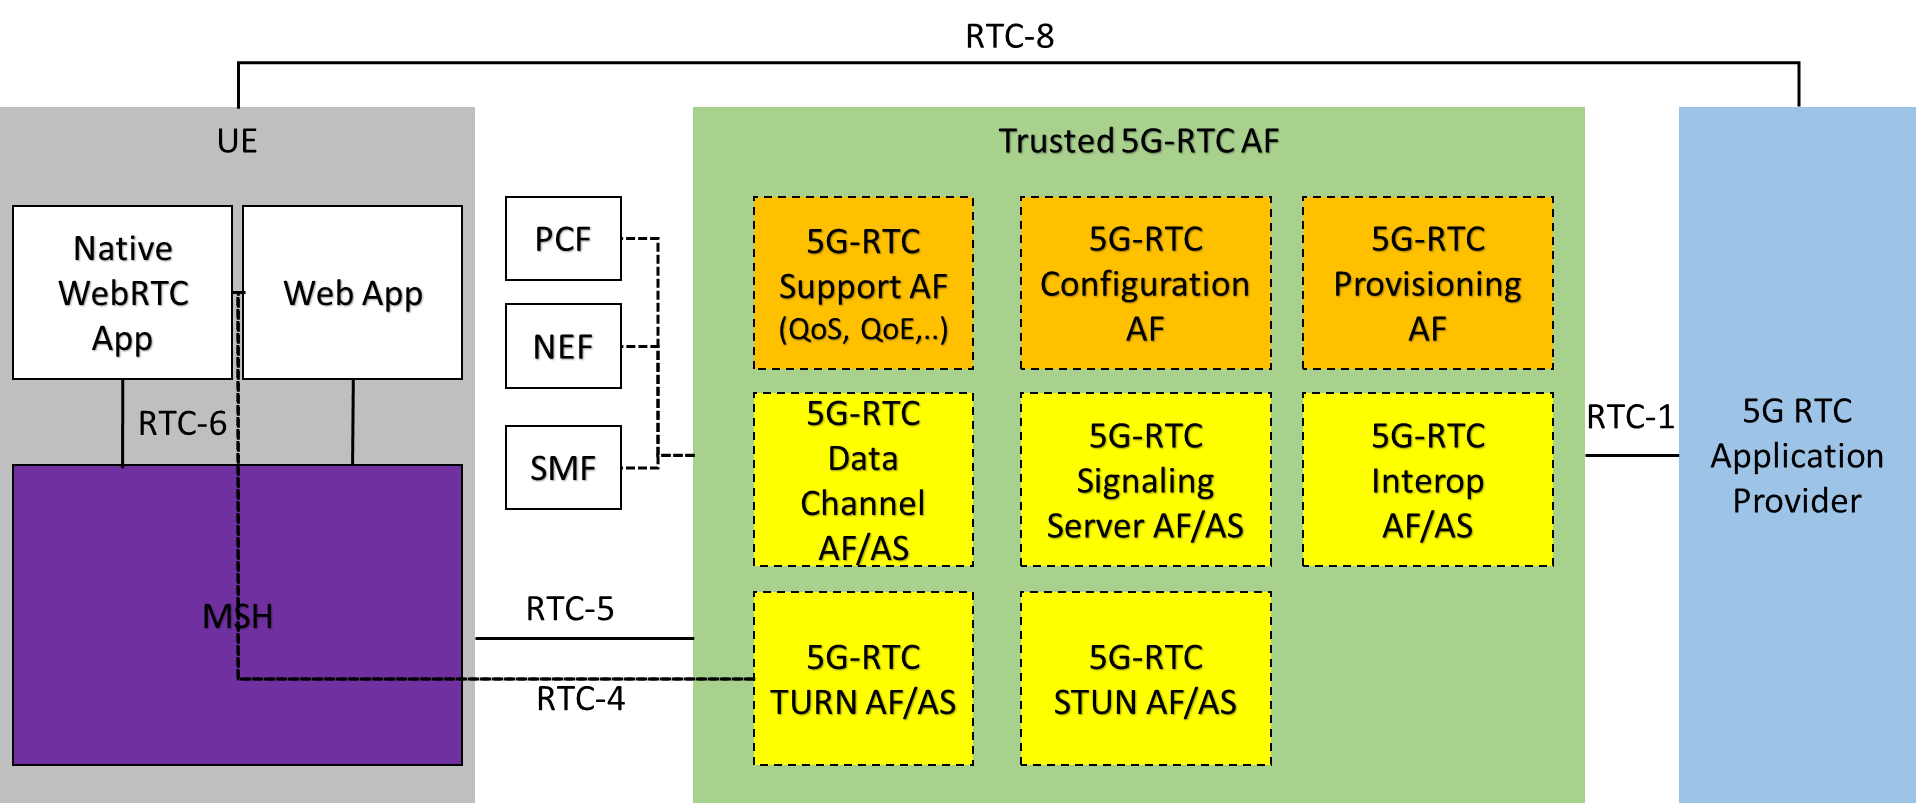 RTC-8
UE
Native
WebRTC
App
Web App
RTC-6
MSH
PCF
NEF
SMF
RTC-5
RTC-4
Trusted 5G-RTC AF
5G-RTC
Support AF
(QoS, QoE,..)
5G-RTC
Configuration
AF
5G-RTC
Provisioning
AF
5G-RTC
Data
Channel
AF/AS
5G-RTC
Signaling
Server AF/AS
5G-RTC
Interop
AF/AS
5G-RTC
TURN AF/AS
5G-RTC
STUN AF/AS
RTC-1
5G RTC
Application
Provider